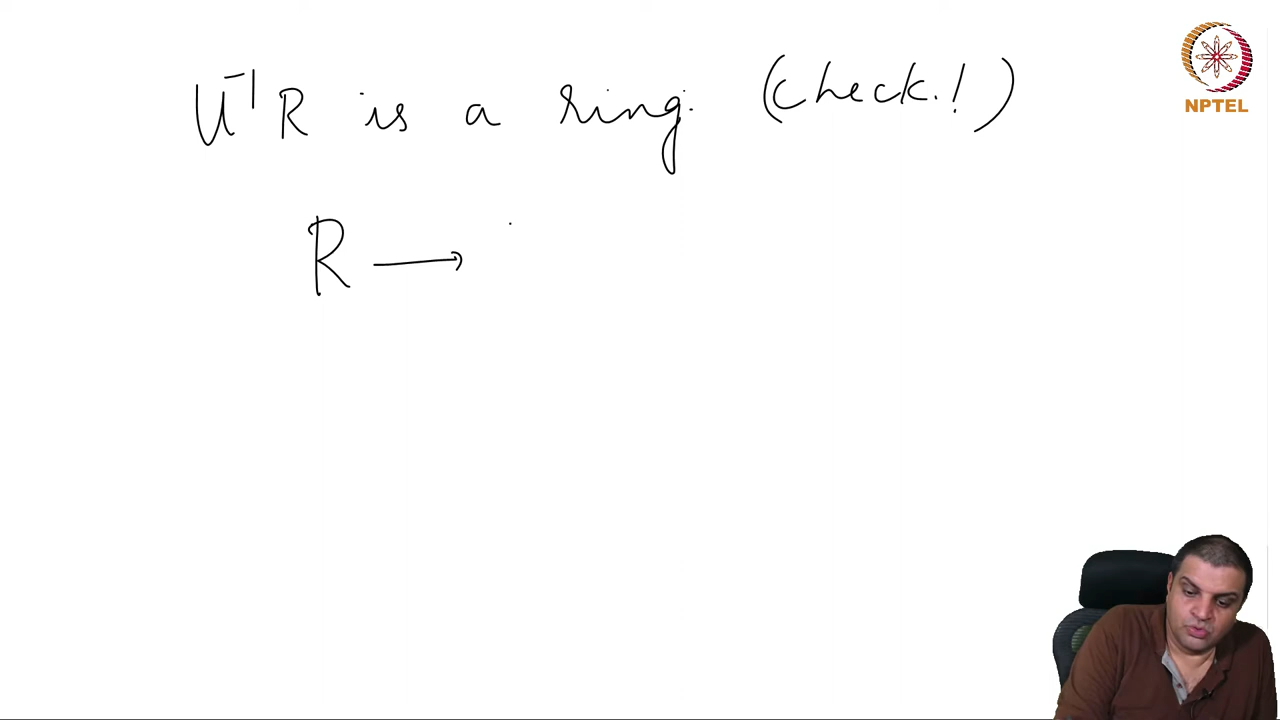 U⁻¹R is a ring. (check.!)
R ⟶
NPTEL